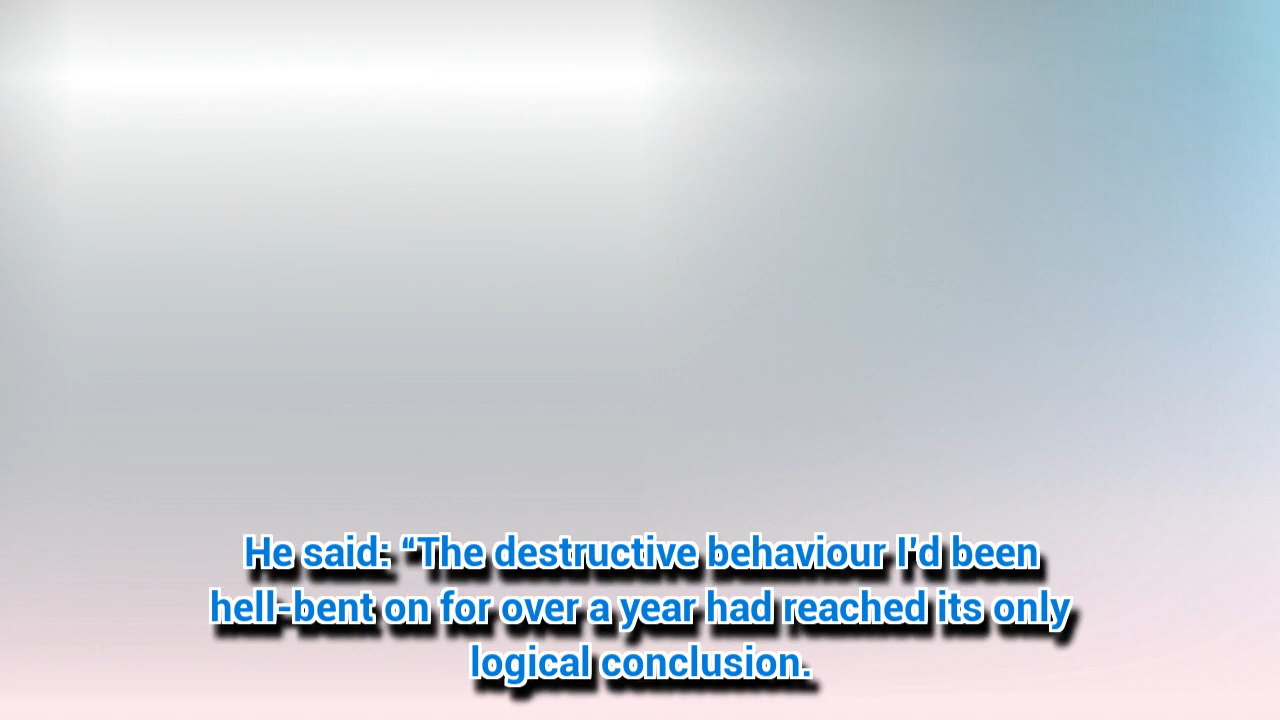 He said: “The destructive behaviour I’d been
hell-bent on for over a year had reached its only
logical conclusion.